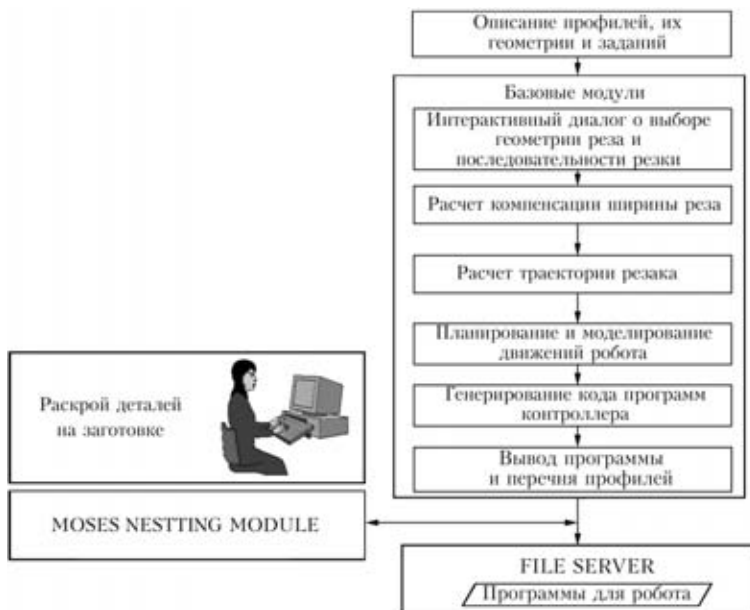 Описание профилей, их
геометрии и заданий
Базовые модули
Интерактивный диалог о выборе
геометрии реза и
последовательности резки
Расчет компенсации ширины реза
Расчет траектории резака
Планирование и моделирование
движений робота
Генерирование кода программ
контроллера
Вывод программы
и перечня профилей
Раскрой деталей
на заготовке
MOSES NESTTING MODULE
FILE SERVER
Программы для робота